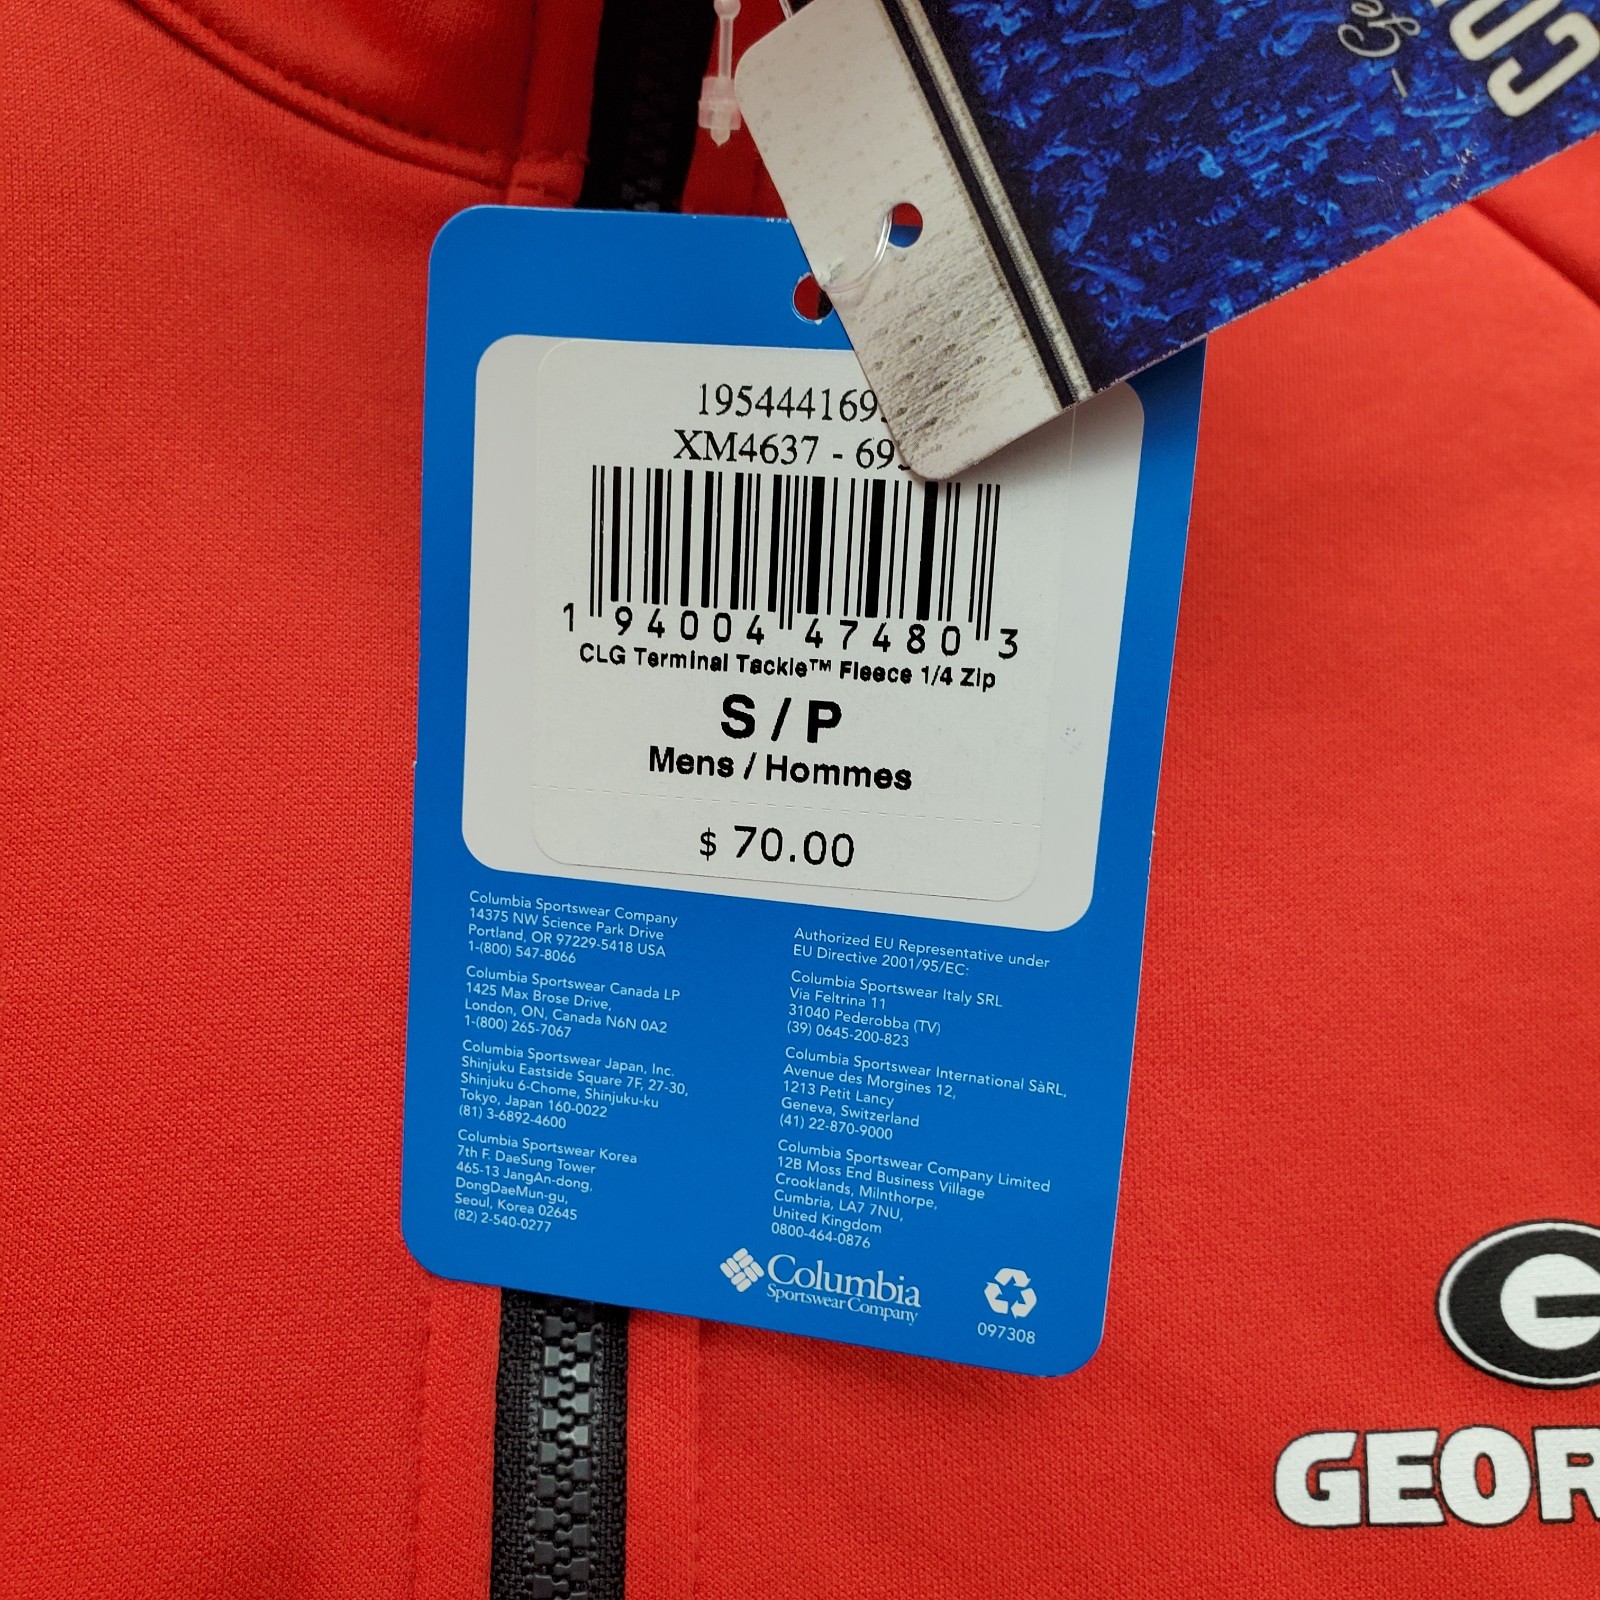 195444169
XM4637 - 69
1 94004 47480 3
CLG Terminal Tackle™ Fleece 1/4 Zip
S / P
Mens / Hommes
$ 70.00
Columbia Sportswear Company
14375 NW Science Park Drive
Portland, OR 97229-5418 USA
1-(800) 547-8066
Columbia Sportswear Canada LP
1425 Max Brose Drive,
London, ON, Canada N6N 0A2
1-(800) 265-7067
Columbia Sportswear Japan, Inc.
Shinjuku Eastside Square 7F, 27-30,
Shinjuku 6-Chome, Shinjuku-ku
Tokyo, Japan 160-0022
(81) 3-6892-4600
Columbia Sportswear Korea
7th F. DaeSung Tower
465-13 JangAn-dong,
DongDaeMun-gu,
Seoul, Korea 02645
(82) 2-540-0277
Authorized EU Representative under
EU Directive 2001/95/EC:
Columbia Sportswear Italy SRL
Via Feltrina 11
31040 Pederobba (TV)
(39) 0645-200-823
Columbia Sportswear International SàRL,
Avenue des Morgines 12,
1213 Petit Lancy
Geneva, Switzerland
(41) 22-870-9000
Columbia Sportswear Company Limited
12B Moss End Business Village
Crooklands, Milnthorpe,
Cumbria, LA7 7NU,
United Kingdom
0800-464-0876
Columbia
Sportswear Company
097308
G
GEOR